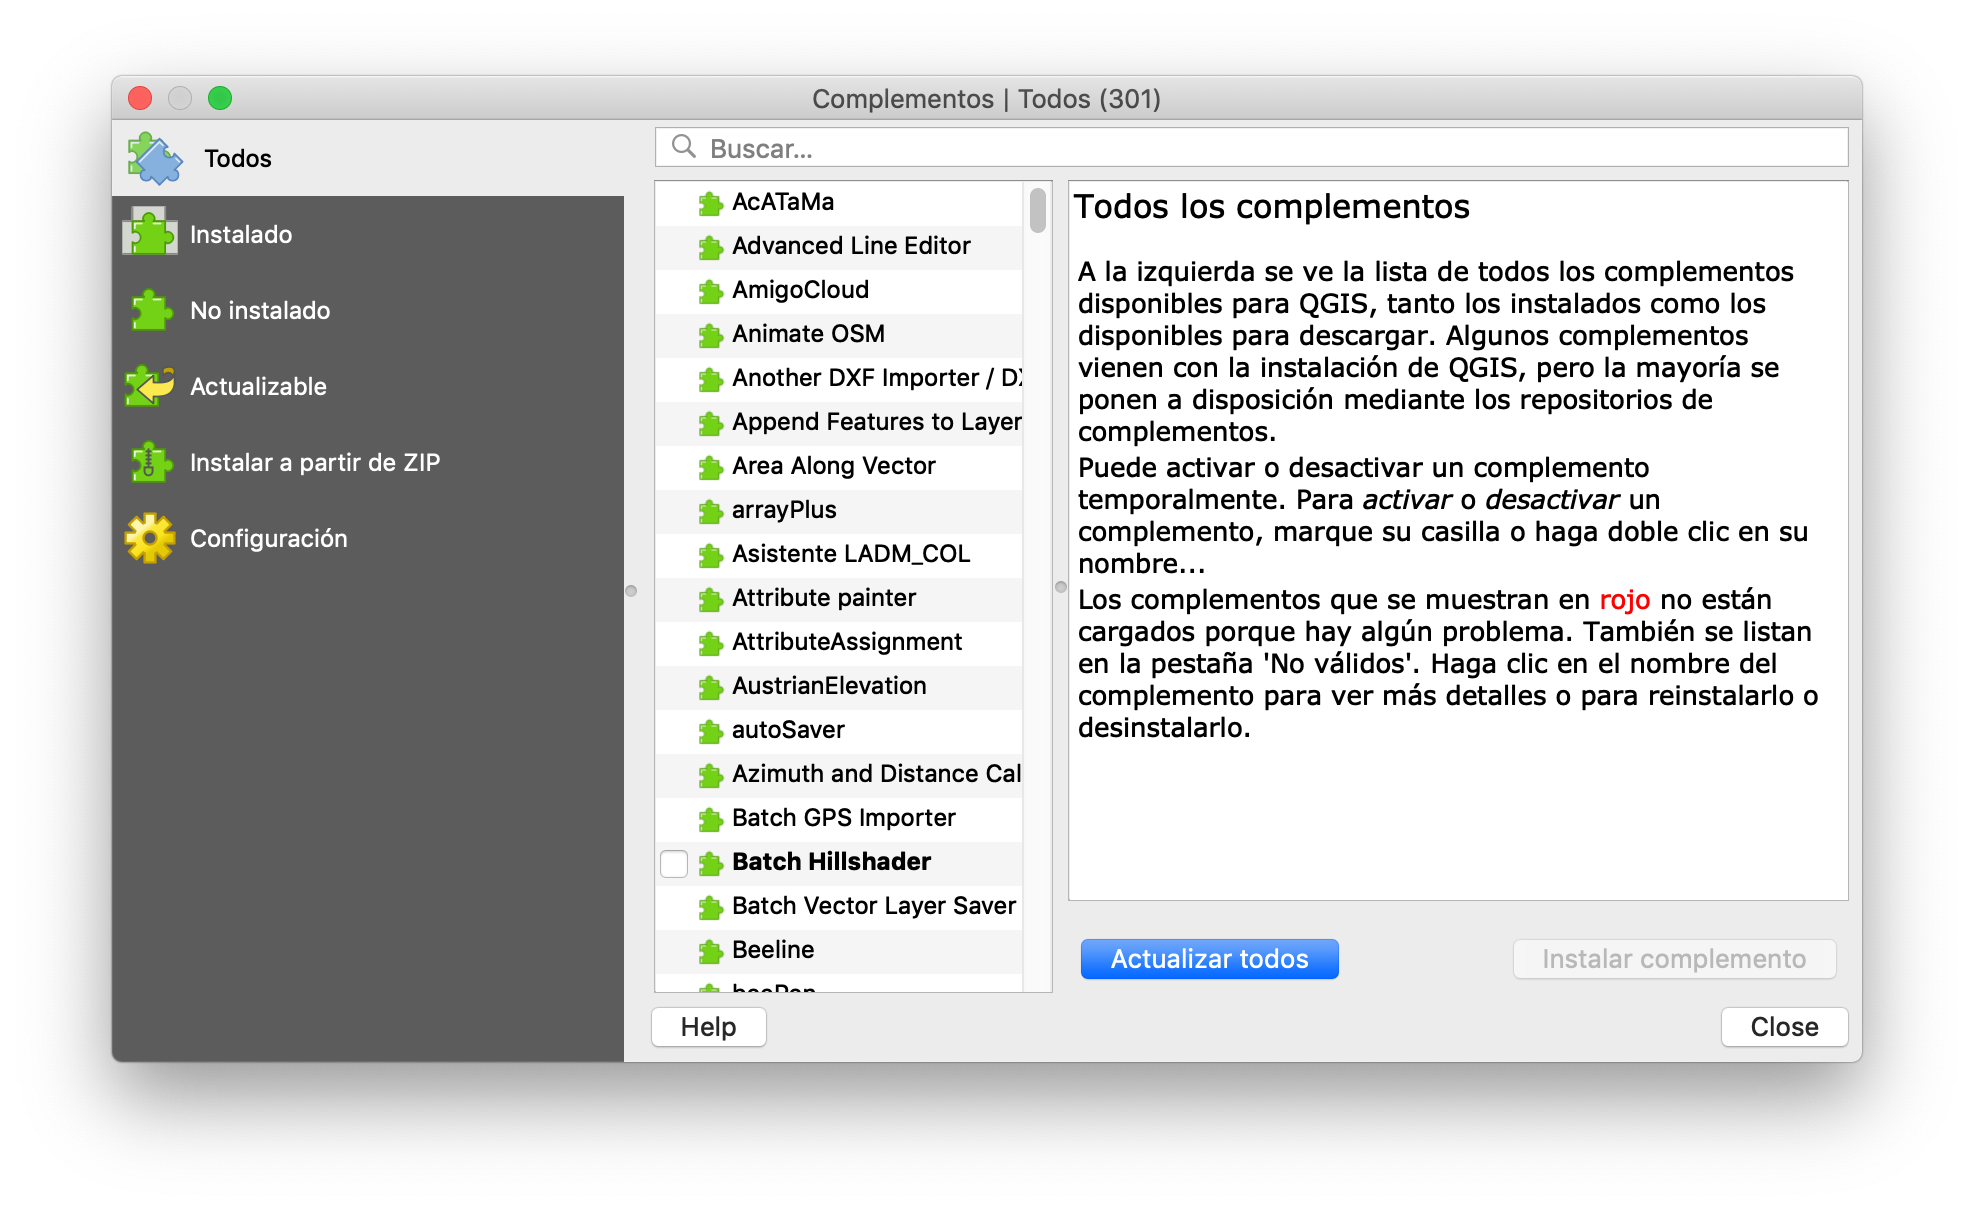 Complementos | Todos (301)
Todos
Instalado
No instalado
Actualizable
Instalar a partir de ZIP
Configuración
Buscar...
AcATaMa
Advanced Line Editor
AmigoCloud
Animate OSM
Another DXF Importer / DX
Append Features to Layer
Area Along Vector
arrayPlus
Asistente LADM_COL
Attribute painter
AttributeAssignment
AustrianElevation
autoSaver
Azimuth and Distance Cal
Batch GPS Importer
Batch Hillshader
Batch Vector Layer Saver
Beeline
Todos los complementos
A la izquierda se ve la lista de todos los complementos
disponibles para QGIS, tanto los instalados como los
disponibles para descargar. Algunos complementos
vienen con la instalación de QGIS, pero la mayoría se
ponen a disposición mediante los repositorios de
complementos.
Puede activar o desactivar un complemento
temporalmente. Para activar o desactivar un
complemento, marque su casilla o haga doble clic en su
nombre...
Los complementos que se muestran en rojo no están
cargados porque hay algún problema. También se listan
en la pestaña 'No válidos'. Haga clic en el nombre del
complemento para ver más detalles o para reinstalarlo o
desinstalarlo.
Actualizar todos
Instalar complemento
Help
Close